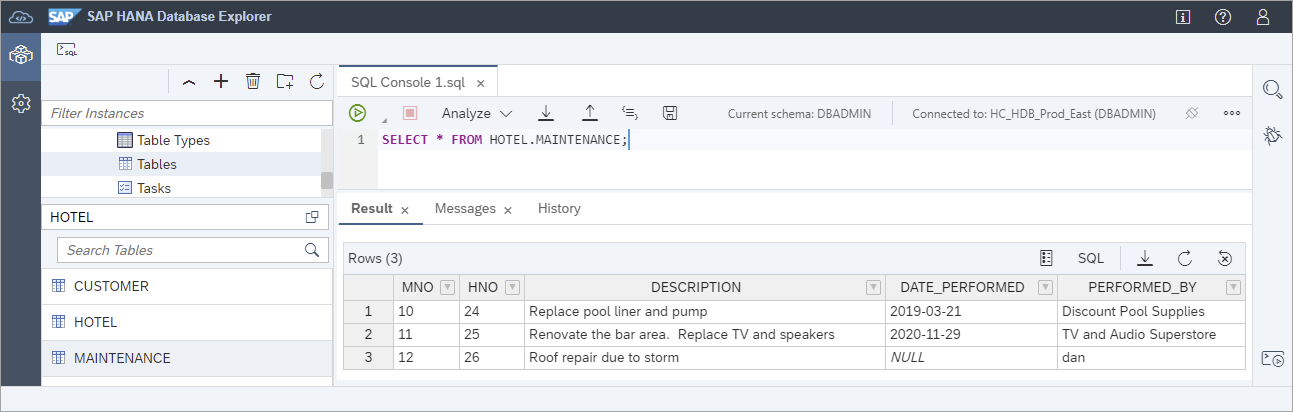 SAP SAP HANA Database Explorer
SQL
SQL Console 1.sql
Filter Instances
Analyze Current schema: DBADMIN Connected to: HC_HDB_Prod_East (DBADMIN)
Table Types
Tables
Tasks
1 SELECT * FROM HOTEL.MAINTENANCE;
HOTEL
Search Tables
CUSTOMER
HOTEL
MAINTENANCE
Result Messages History
Rows (3) SQL
MNO HNO DESCRIPTION DATE_PERFORMED PERFORMED_BY
1 10 24 Replace pool liner and pump 2019-03-21 Discount Pool Supplies
2 11 25 Renovate the bar area.  Replace TV and speakers 2020-11-29 TV and Audio Superstore
3 12 26 Roof repair due to storm NULL dan